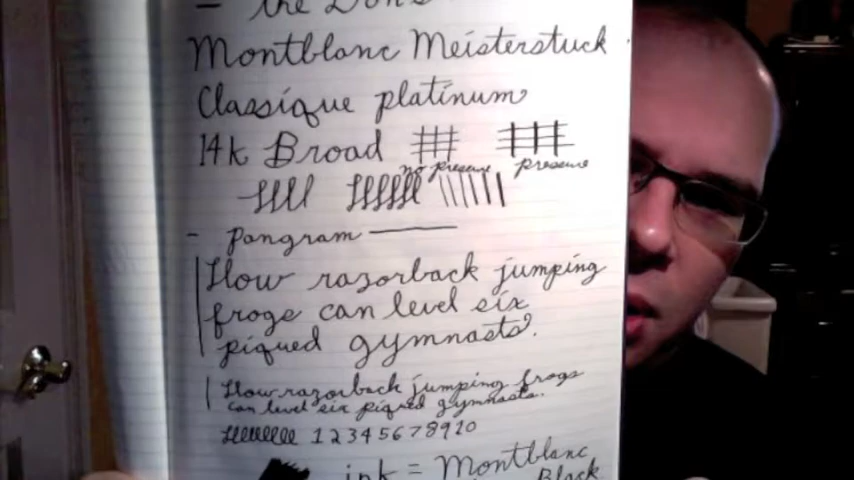 — the Don's
Montblanc Meisterstuck
Classique platinum
14k Broad
no pressure pressure
- pangram
How razorback jumping
frogs can level six
piqued gymnasts.
How razorback jumping frogs
can level six piqued gymnasts.
1 2 3 4 5 6 7 8 9 10
ink = Montblanc
Black